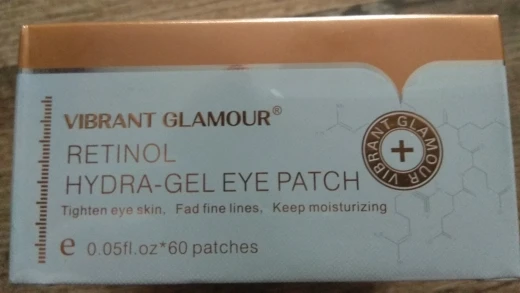 VIBRANT GLAMOUR®
RETINOL
HYDRA-GEL EYE PATCH
Tighten eye skin, Fad fine lines, Keep moisturizing
e 0.05fl.oz*60 patches
VIBRANT GLAMOUR VIBRANT